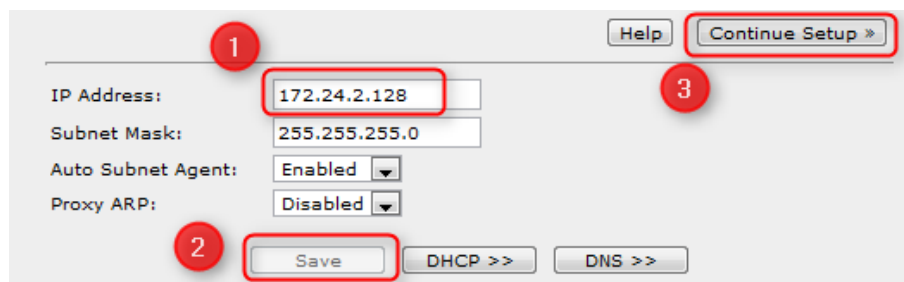 Help Continue Setup »
1
3
IP Address: 172.24.2.128
Subnet Mask: 255.255.255.0
Auto Subnet Agent: Enabled
Proxy ARP: Disabled
2
Save DHCP >> DNS >>